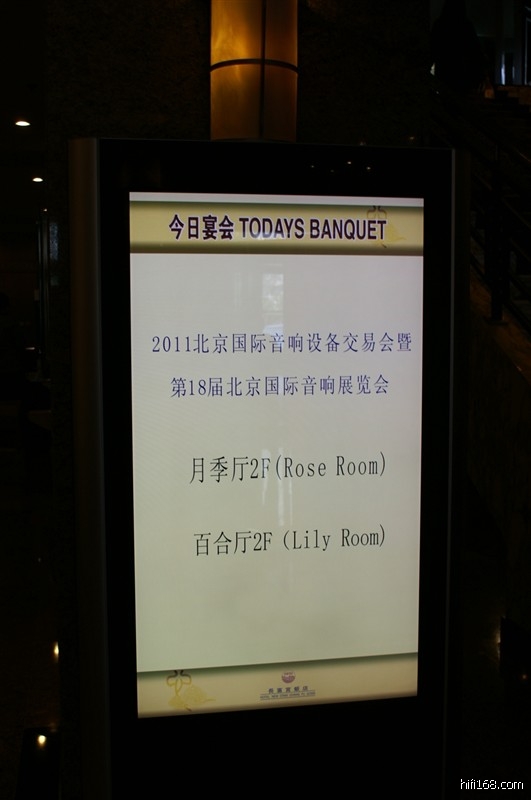 今日宴会 TODAYS BANQUET
2011北京国际音响设备交易会暨
第18届北京国际音响展览会
月季厅2F(Rose Room)
百合厅2F (Lily Room)
hifi168.com